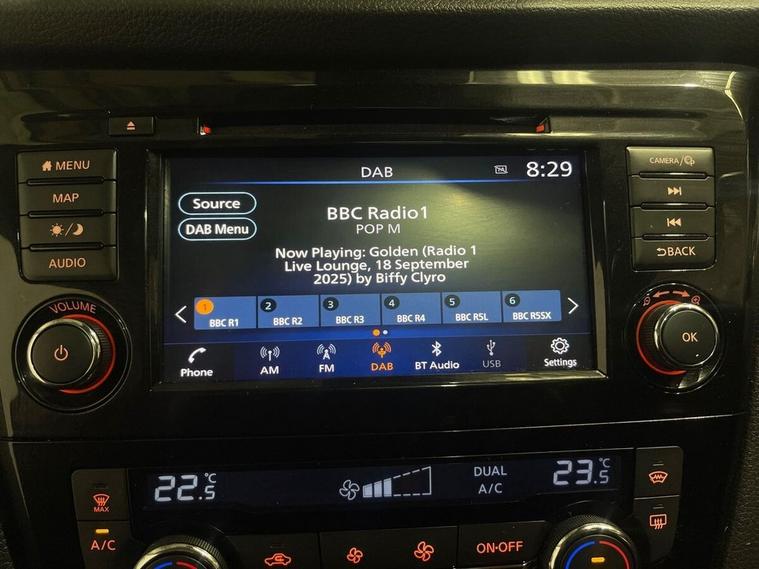 MENU
MAP
AUDIO
VOLUME
DAB
8:29
Source
DAB Menu
BBC Radio1
POP M
Now Playing: Golden (Radio 1
Live Lounge, 18 September
2025) by Biffy Clyro
1 BBC R1
2 BBC R2
3 BBC R3
4 BBC R4
5 BBC R5L
6 BBC R5SX
Phone
AM
FM
DAB
BT Audio
USB
Settings
CAMERA/
BACK
OK
22.5°C
DUAL
A/C
23.5°C
MAX
A/C
ON·OFF